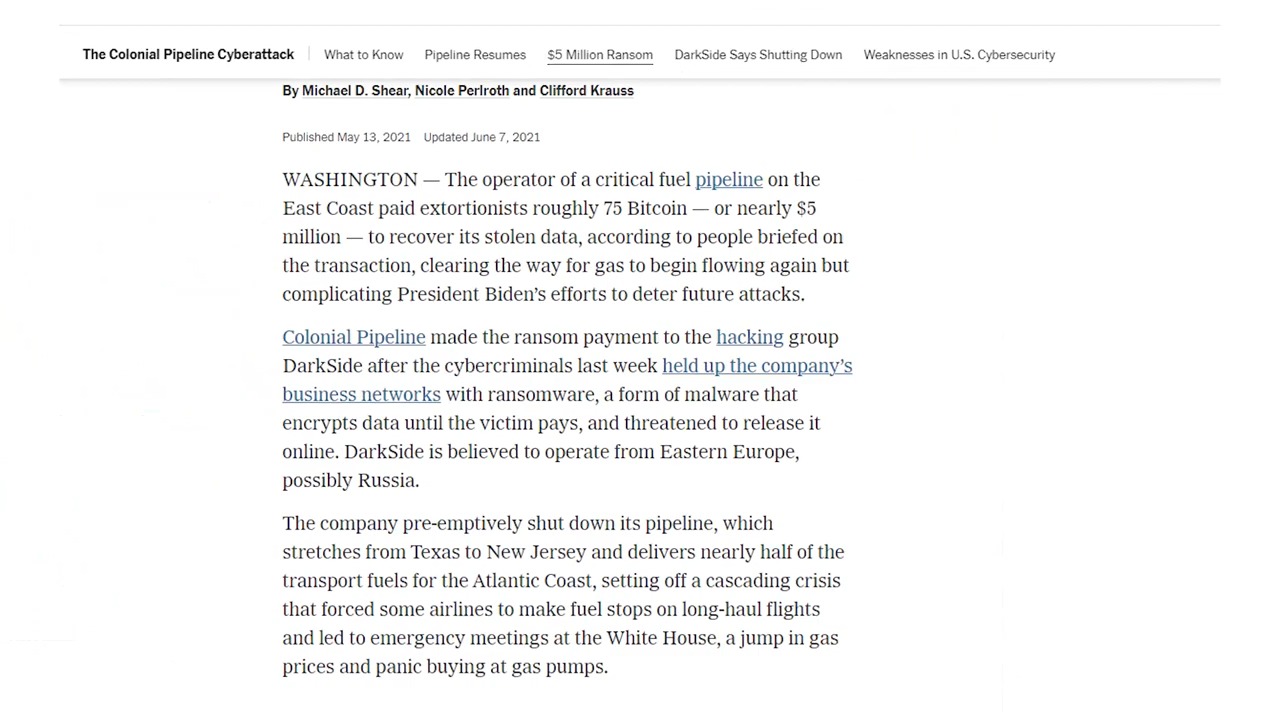 The Colonial Pipeline Cyberattack What to Know Pipeline Resumes $5 Million Ransom DarkSide Says Shutting Down Weaknesses in U.S. Cybersecurity
By Michael D. Shear, Nicole Perlroth and Clifford Krauss
Published May 13, 2021 Updated June 7, 2021
WASHINGTON — The operator of a critical fuel pipeline on the
East Coast paid extortionists roughly 75 Bitcoin — or nearly $5
million — to recover its stolen data, according to people briefed on
the transaction, clearing the way for gas to begin flowing again but
complicating President Biden’s efforts to deter future attacks.
Colonial Pipeline made the ransom payment to the hacking group
DarkSide after the cybercriminals last week held up the company’s
business networks with ransomware, a form of malware that
encrypts data until the victim pays, and threatened to release it
online. DarkSide is believed to operate from Eastern Europe,
possibly Russia.
The company pre-emptively shut down its pipeline, which
stretches from Texas to New Jersey and delivers nearly half of the
transport fuels for the Atlantic Coast, setting off a cascading crisis
that forced some airlines to make fuel stops on long-haul flights
and led to emergency meetings at the White House, a jump in gas
prices and panic buying at gas pumps.